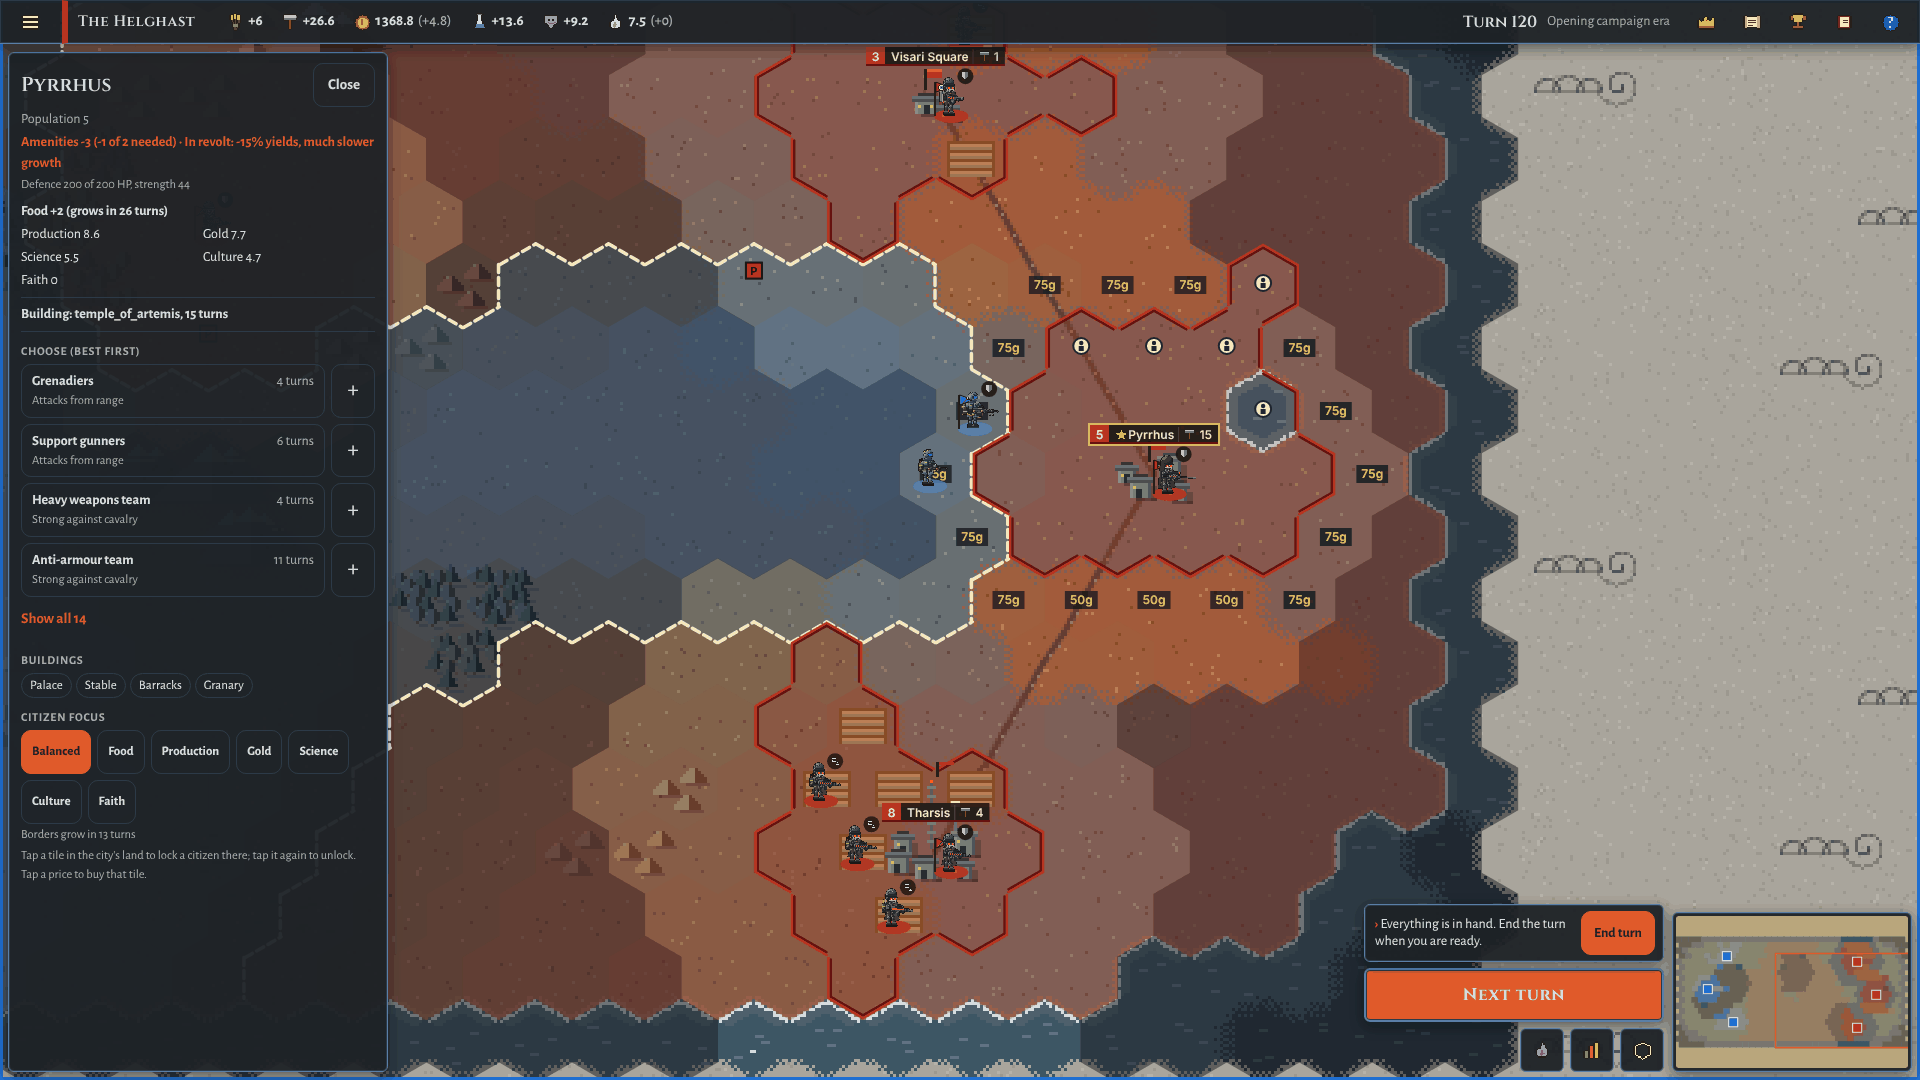 THE HELGHAST
+6
+26.6
1368.8 (+4.8)
+13.6
+9.2
7.5 (+0)
TURN 120
Opening campaign era
?
PYRRHUS
Close
Population 5
Amenities -3 (-1 of 2 needed) · In revolt: -15% yields, much slower
growth
Defence 200 of 200 HP, strength 44
Food +2 (grows in 26 turns)
Production 8.6
Gold 7.7
Science 5.5
Culture 4.7
Faith 0
Building: temple_of_artemis, 15 turns
CHOOSE (BEST FIRST)
Grenadiers
4 turns
Attacks from range
+
Support gunners
6 turns
Attacks from range
+
Heavy weapons team
4 turns
Strong against cavalry
+
Anti-armour team
11 turns
Strong against cavalry
+
Show all 14
BUILDINGS
Palace
Stable
Barracks
Granary
CITIZEN FOCUS
Balanced
Food
Production
Gold
Science
Culture
Faith
Borders grow in 13 turns
Tap a tile in the city's land to lock a citizen there; tap it again to unlock.
Tap a price to buy that tile.
3 Visari Square 1
P
75g
75g
75g
75g
75g
75g
5 ★Pyrrhus 15
75g
75g
75g
75g
50g
50g
50g
75g
8 Tharsis 4
› Everything is in hand. End the turn
when you are ready.
End turn
NEXT TURN